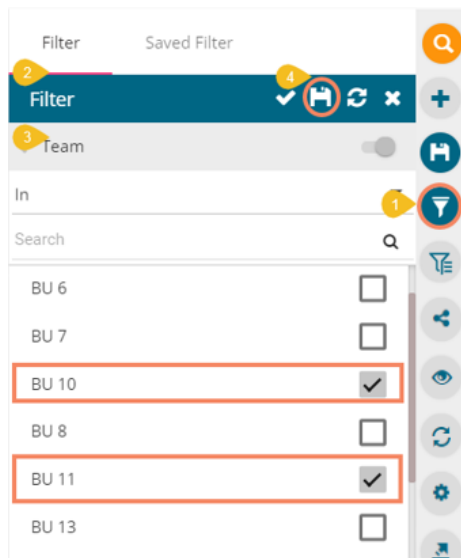 Filter Saved Filter
2 4
Filter
3 Team
In
1
Search
BU 6
BU 7
BU 10
BU 8
BU 11
BU 13